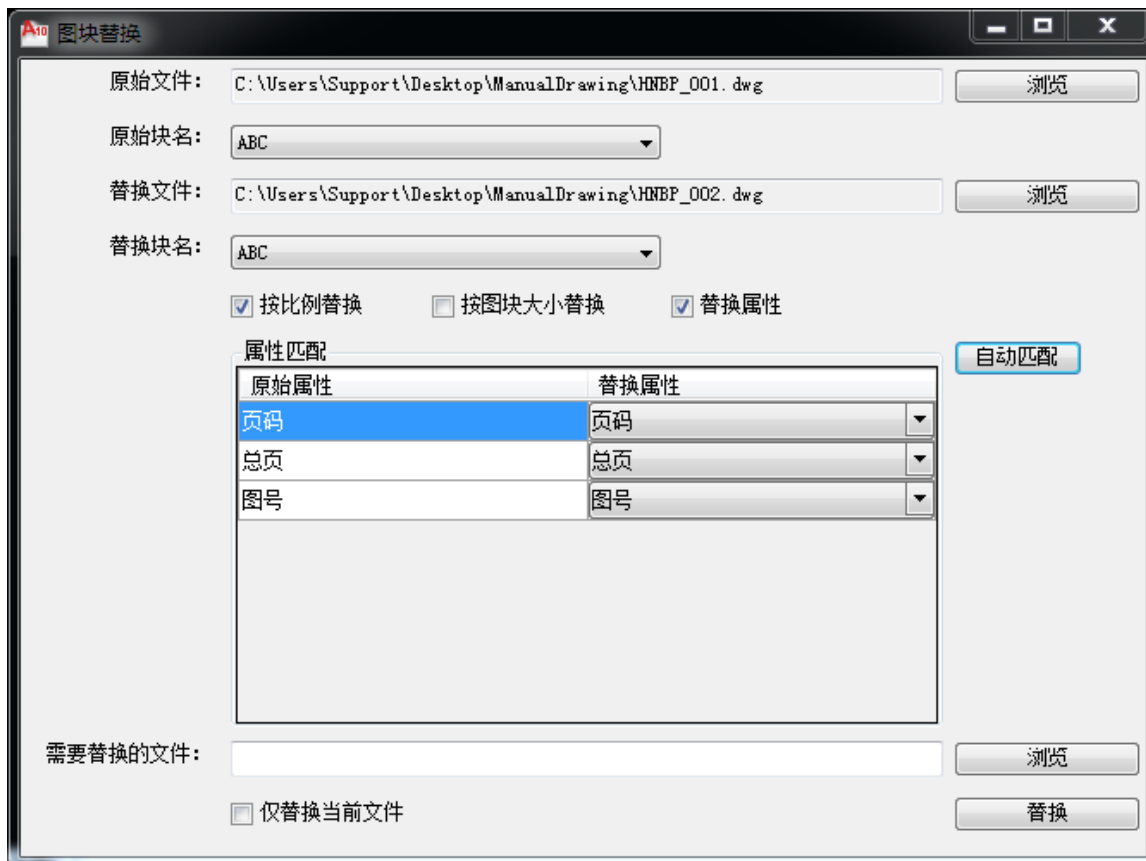 A10 图块替换
原始文件: C:\Users\Support\Desktop\ManualDrawing\HNBP_001.dwg 浏览
原始块名: ABC
替换文件: C:\Users\Support\Desktop\ManualDrawing\HNBP_002.dwg 浏览
替换块名: ABC
按比例替换 按图块大小替换 替换属性
属性匹配 自动匹配
原始属性 替换属性
页码 页码
总页 总页
图号 图号
需要替换的文件: 浏览
仅替换当前文件 替换